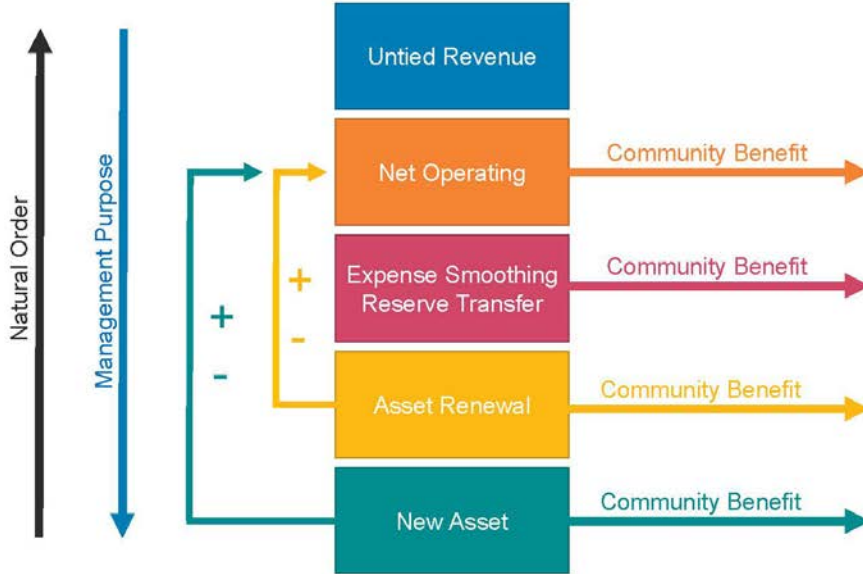 Natural Order
Management Purpose
Untied Revenue
Net Operating
Community Benefit
Expense Smoothing
Reserve Transfer
Community Benefit
+
-
+
-
Asset Renewal
Community Benefit
New Asset
Community Benefit